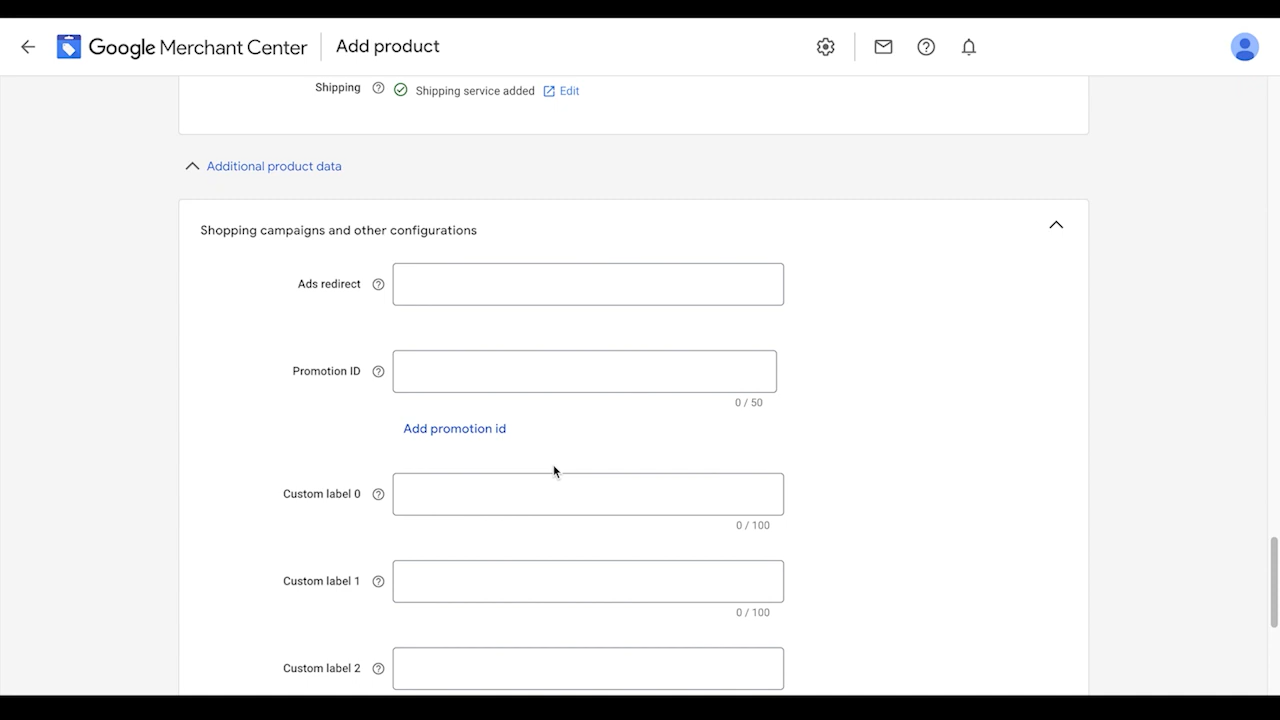 Google Merchant Center
Add product
Shipping
Shipping service added
Edit
Additional product data
Shopping campaigns and other configurations
Ads redirect
Promotion ID
0 / 50
Add promotion id
Custom label 0
0 / 100
Custom label 1
0 / 100
Custom label 2